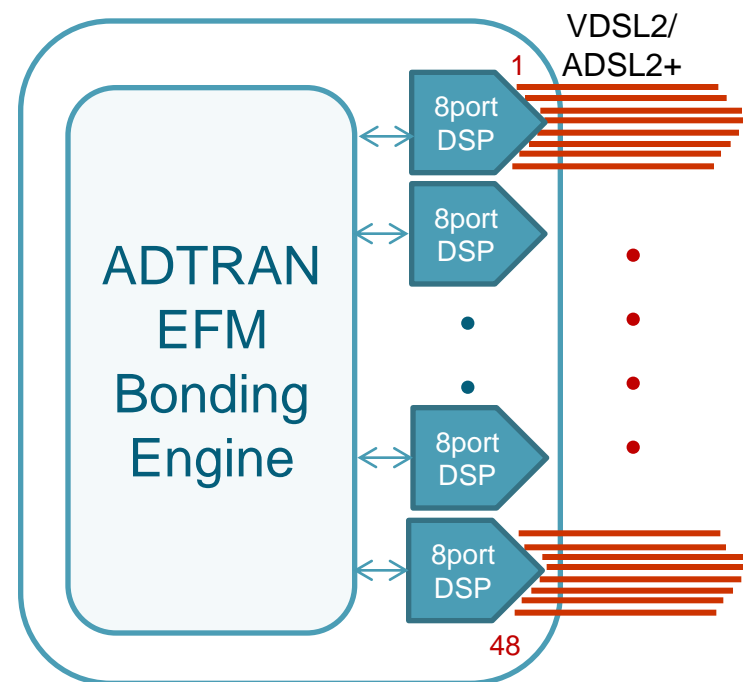 VDSL2/
ADSL2+
1
8port
DSP
8port
DSP
ADTRAN
EFM
Bonding
Engine
8port
DSP
8port
DSP
48